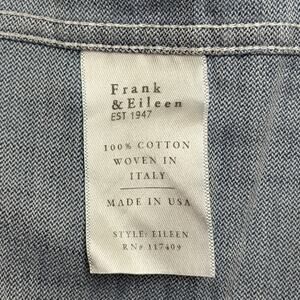 Frank
& Eileen
EST 1947
100% COTTON
WOVEN IN
ITALY
MADE IN USA
STYLE: EILEEN
RN# 117409